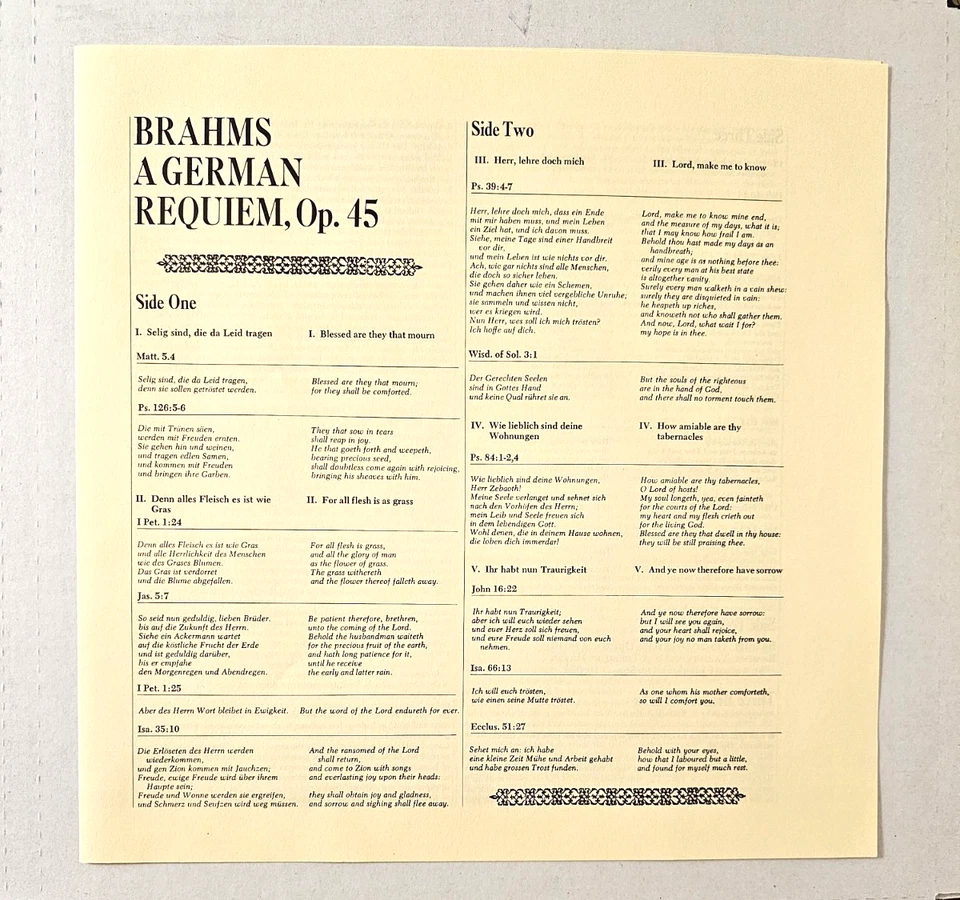 BRAHMS
A GERMAN
REQUIEM, Op. 45
Side One
I. Selig sind, die da Leid tragen
I. Blessed are they that mourn
Matt. 5.4
Selig sind, die da Leid tragen,
denn sie sollen getröstet werden.
Blessed are they that mourn;
for they shall be comforted.
Ps. 126:5-6
Die mit Tränen säen,
werden mit Freuden ernten.
Sie gehen hin und weinen,
und tragen edlen Samen,
und kommen mit Freuden
und bringen ihre Garben.
They that sow in tears
shall reap in joy.
He that goeth forth and weepeth,
bearing precious seed,
shall doubtless come again with rejoicing,
bringing his sheaves with him.
II. Denn alles Fleisch es ist wie
Gras
II. For all flesh is as grass
I Pet. 1:24
Denn alles Fleisch es ist wie Gras
und alle Herrlichkeit des Menschen
wie des Grases Blumen.
Das Gras ist verdorret
und die Blume abgefallen.
For all flesh is grass,
and all the glory of man
as the flower of grass.
The grass withereth
and the flower thereof falleth away.
Jas. 5:7
So seid nun geduldig, lieben Brüder.
bis auf die Zukunft des Herrn.
Siehe ein Ackermann wartet
auf die köstliche Frucht der Erde
und ist geduldig darüber,
bis er empfahe
den Morgenregen und Abendregen.
Be patient therefore, brethren,
unto the coming of the Lord.
Behold the husbandman waiteth
for the precious fruit of the earth,
and hath long patience for it,
until he receive
the early and latter rain.
I Pet. 1:25
Aber des Herrn Wort bleibet in Ewigkeit.
But the word of the Lord endureth for ever.
Isa. 35:10
Die Erlöseten des Herrn werden
wiederkommen,
und gen Zion kommen mit Jauchzen;
Freude, ewige Freude wird über ihrem
Haupte sein;
Freude und Wonne werden sie ergreifen,
und Schmerz und Seufzen wird weg müssen.
And the ransomed of the Lord
shall return,
and come to Zion with songs
and everlasting joy upon their heads:
they shall obtain joy and gladness,
and sorrow and sighing shall flee away.
Side Two
III. Herr, lehre doch mich
III. Lord, make me to know
Ps. 39:4-7
Herr, lehre doch mich, dass ein Ende
mit mir haben muss, und mein Leben
ein Ziel hat, und ich davon muss.
Siehe, meine Tage sind einer Handbreit
vor dir,
und mein Leben ist wie nichts vor dir.
Ach, wie gar nichts sind alle Menschen,
die doch so sicher leben.
Sie gehen daher wie ein Schemen,
und machen ihnen viel vergebliche Unruhe;
sie sammeln und wissen nicht,
wer es kriegen wird.
Nun Herr, wes soll ich mich trösten?
Ich hoffe auf dich.
Lord, make me to know mine end,
and the measure of my days, what it is;
that I may know how frail I am.
Behold thou hast made my days as an
handbreath;
and mine age is as nothing before thee:
verily every man at his best state
is altogether vanity.
Surely every man walketh in a vain shew:
surely they are disquieted in vain:
he heapeth up riches,
and knoweth not who shall gather them.
And now, Lord, what wait I for?
my hope is in thee.
Wisd. of Sol. 3:1
Der Gerechten Seelen
sind in Gottes Hand
und keine Qual rühret sie an.
But the souls of the righteous
are in the hand of God,
and there shall no torment touch them.
IV. Wie lieblich sind deine
Wohnungen
IV. How amiable are thy
tabernacles
Ps. 84:1-2,4
Wie lieblich sind deine Wohnungen,
Herr Zebaoth!
Meine Seele verlanget und sehnet sich
nach den Vorhöfen des Herrn;
mein Leib und Seele freuen sich
in dem lebendigen Gott.
Wohl denen, die in deinem Hause wohnen,
die loben dich immerdar!
How amiable are thy tabernacles,
O Lord of hosts!
My soul longeth, yea, even fainteth
for the courts of the Lord:
my heart and my flesh crieth out
for the living God.
Blessed are they that dwell in thy house:
they will be still praising thee.
V. Ihr habt nun Traurigkeit
V. And ye now therefore have sorrow
John 16:22
Ihr habt nun Traurigkeit;
aber ich will euch wieder sehen
und euer Herz soll sich freuen,
und eure Freude soll niemand von euch
nehmen.
And ye now therefore have sorrow:
but I will see you again,
and your heart shall rejoice,
and your joy no man taketh from you.
Isa. 66:13
Ich will euch trösten,
wie einen seine Mutte tröstet.
As one whom his mother comforteth,
so will I comfort you.
Ecclus. 51:27
Sehet mich an: ich habe
eine kleine Zeit Mühe und Arbeit gehabt
und habe grossen Trost funden.
Behold with your eyes,
how that I laboured but a little,
and found for myself much rest.